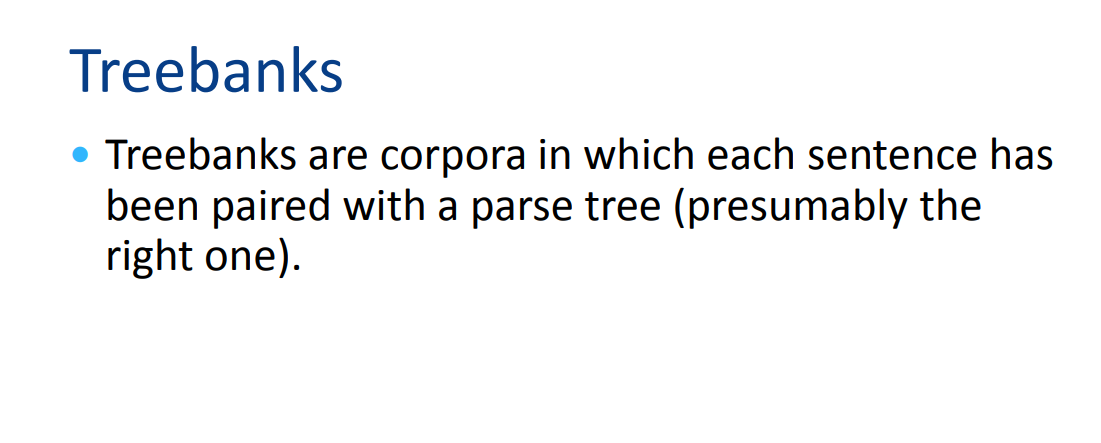 Treebanks
• Treebanks are corpora in which each sentence has
been paired with a parse tree (presumably the
right one).